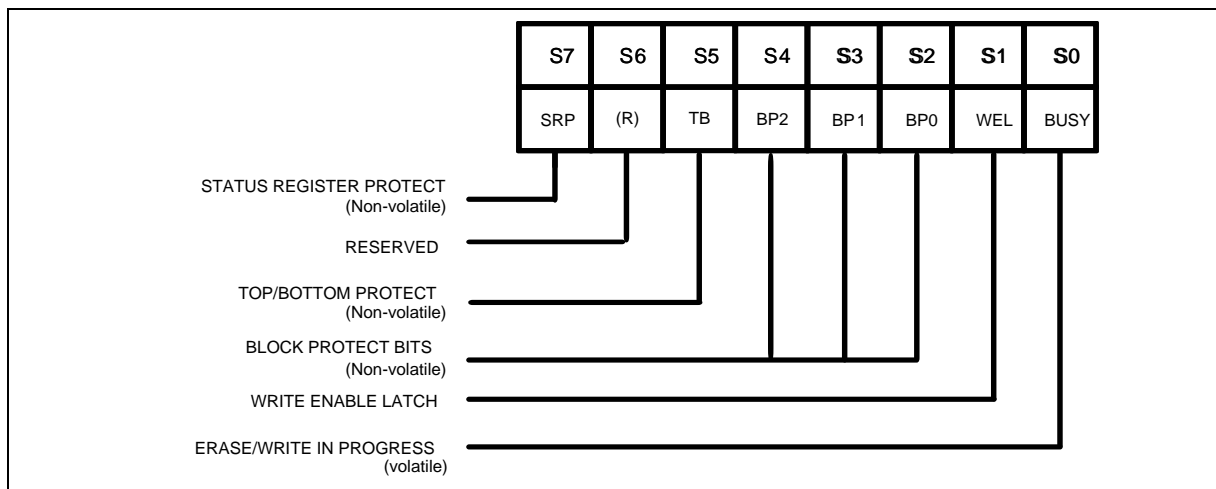 S7 S6 S5 S4 S3 S2 S1 S0
SRP (R) TB BP2 BP1 BP0 WEL BUSY
STATUS REGISTER PROTECT
(Non-volatile)
RESERVED
TOP/BOTTOM PROTECT
(Non-volatile)
BLOCK PROTECT BITS
(Non-volatile)
WRITE ENABLE LATCH
ERASE/WRITE IN PROGRESS
(volatile)